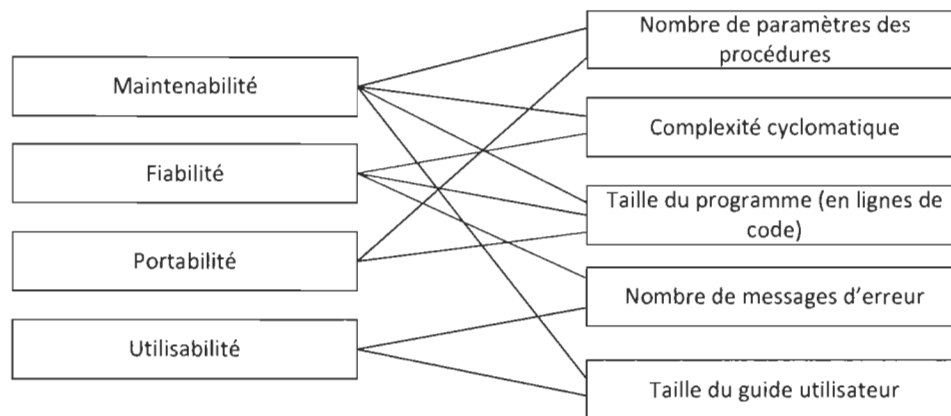 Maintenabilité
Fiabilité
Portabilité
Utilisabilité
Nombre de paramètres des
procédures
Complexité cyclomatique
Taille du programme (en lignes de
code)
Nombre de messages d'erreur
Taille du guide utilisateur